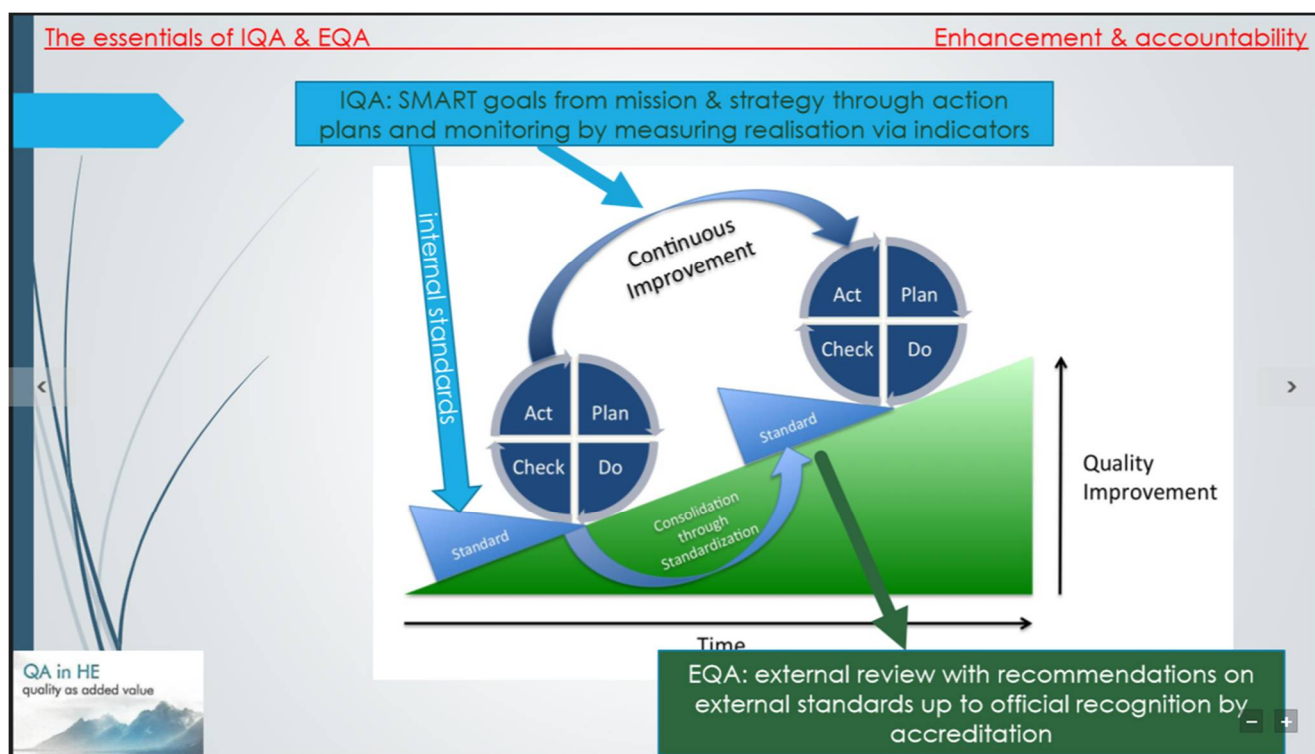 The essentials of IQA & EQA
Enhancement & accountability
IQA: SMART goals from mission & strategy through action
plans and monitoring by measuring realisation via indicators
internal standards
Continuous
Improvement
Act
Plan
Check
Do
Act
Plan
Check
Do
Standard
Standard
Consolidation
through
Standardization
Quality
Improvement
Time
EQA: external review with recommendations on
external standards up to official recognition by
accreditation
QA in HE
quality as added value